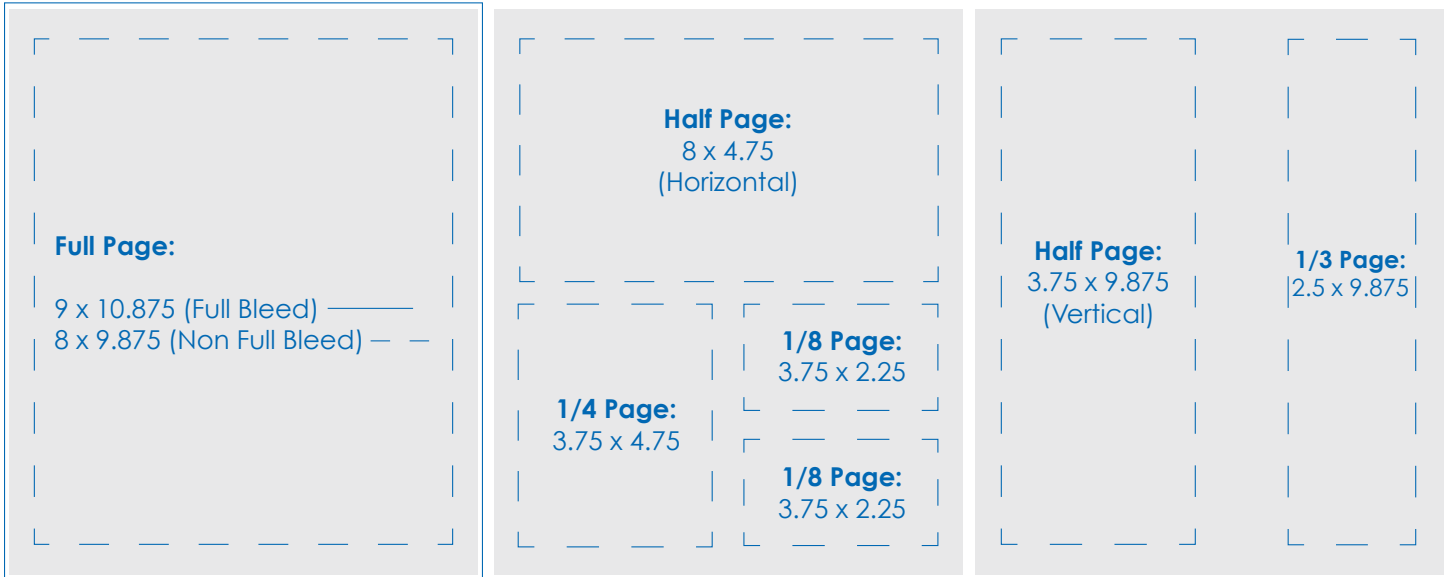 Full Page:
9 x 10.875 (Full Bleed)
8 x 9.875 (Non Full Bleed)
Half Page:
8 x 4.75
(Horizontal)
1/4 Page:
3.75 x 4.75
1/8 Page:
3.75 x 2.25
1/8 Page:
3.75 x 2.25
Half Page:
3.75 x 9.875
(Vertical)
1/3 Page:
2.5 x 9.875